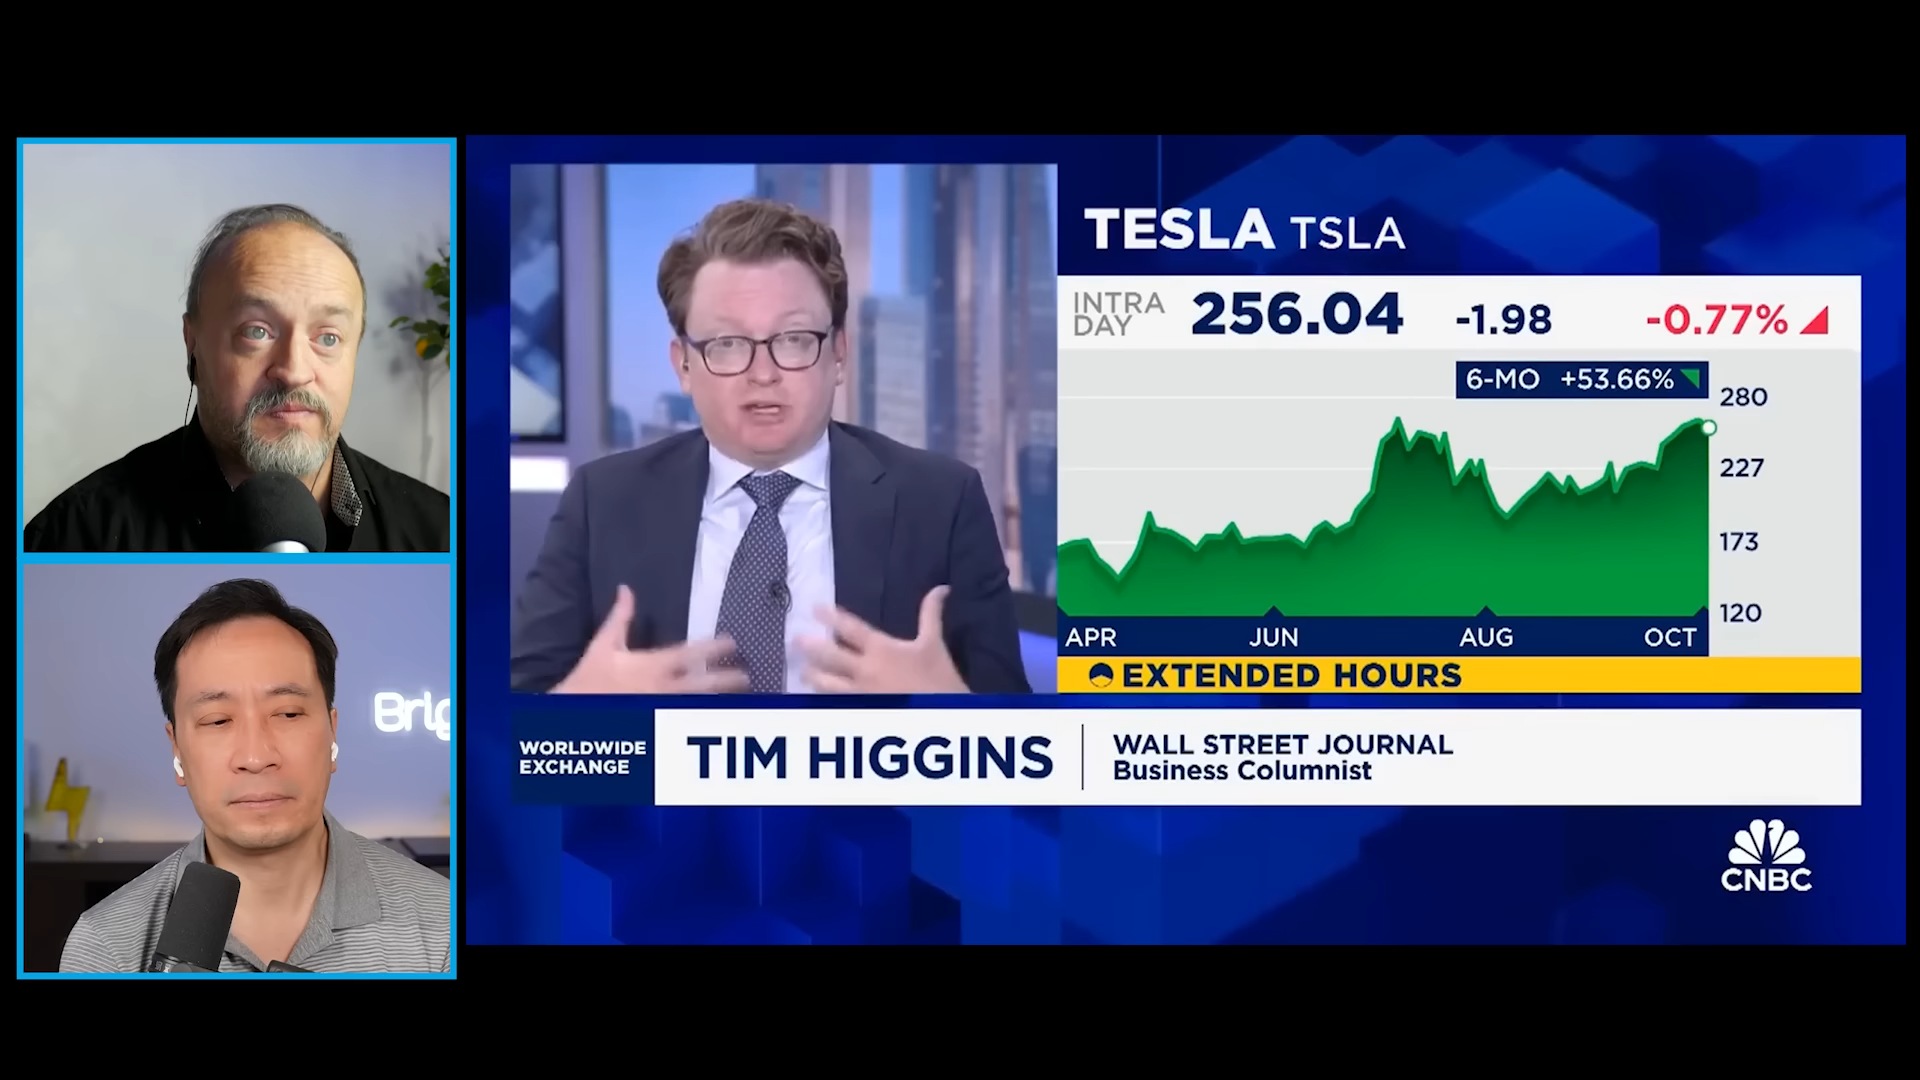 Brig
TESLA TSLA
INTRA
DAY
256.04 -1.98 -0.77%
6-MO +53.66%
280
227
173
120
APR JUN AUG OCT
EXTENDED HOURS
WORLDWIDE
EXCHANGE
TIM HIGGINS
WALL STREET JOURNAL
Business Columnist
CNBC